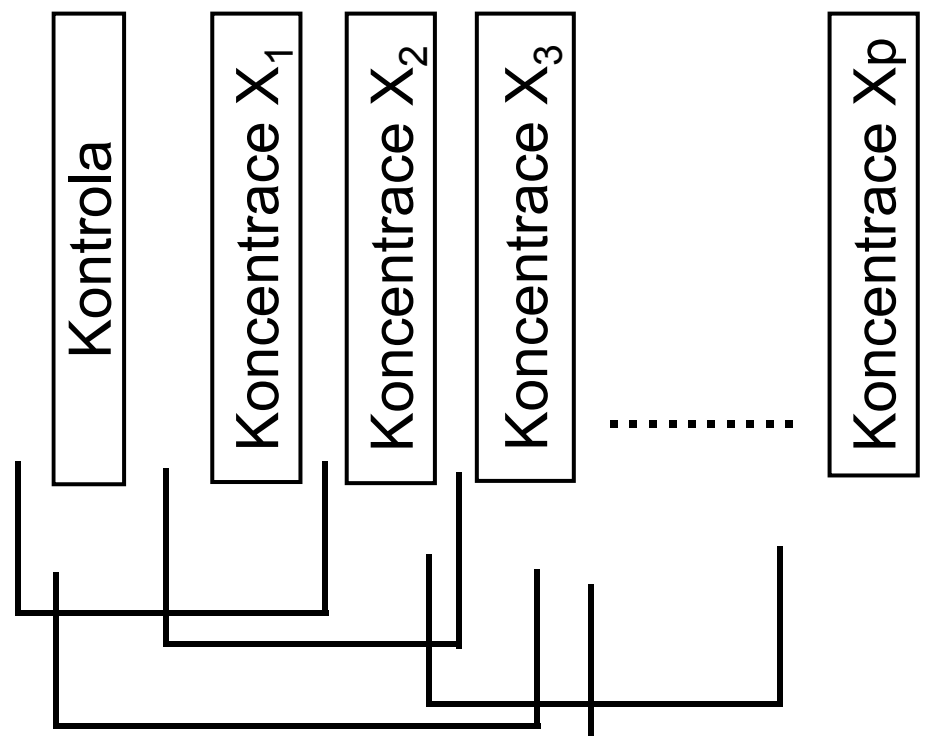 Kontrola
Koncentrace X₁
Koncentrace X₂
Koncentrace X₃
..........
Koncentrace Xp